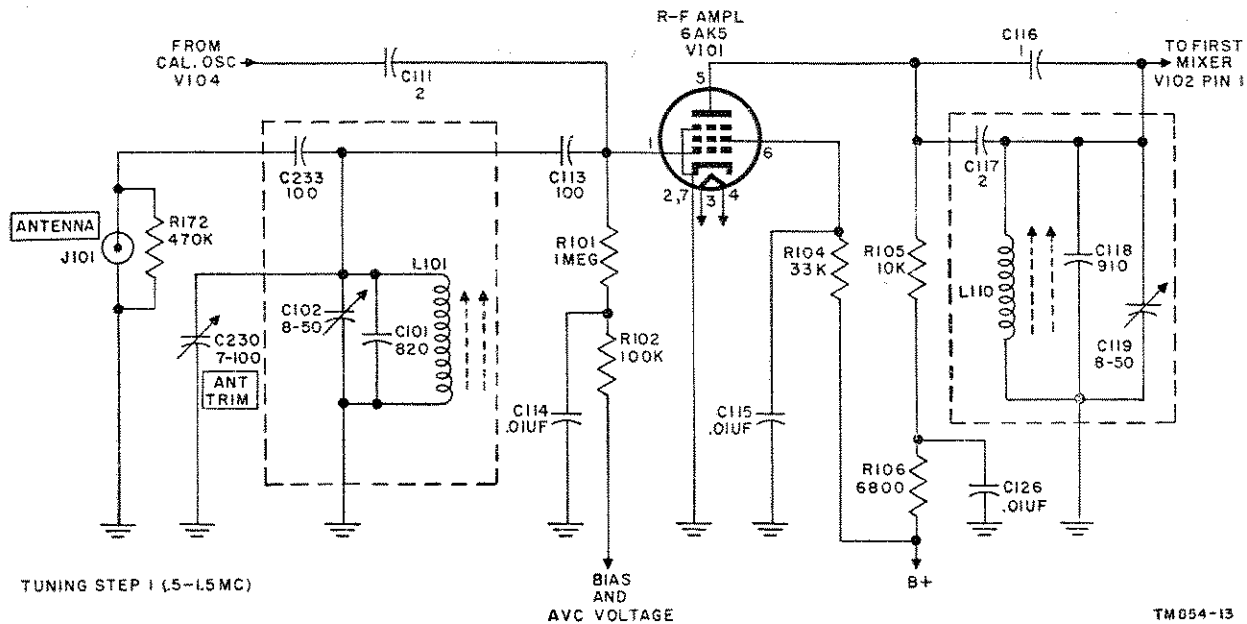 R-F AMPL
6AK5
V101
FROM
CAL. OSC
V104
C111
2
C116
1
TO FIRST
MIXER
V102 PIN 1
5
1
6
2,7
3
4
C233
100
C113
100
C117
2
ANTENNA
J101
R172
470K
R101
1MEG
R104
33K
R105
10K
C118
910
L110
L101
C102
8-50
C101
820
C230
7-100
ANT
TRIM
R102
100K
C119
8-50
C114
.01UF
C115
.01UF
R106
6800
C126
.01UF
TUNING STEP 1 (.5-1.5 MC)
BIAS
AND
AVC VOLTAGE
B+
TM854-13